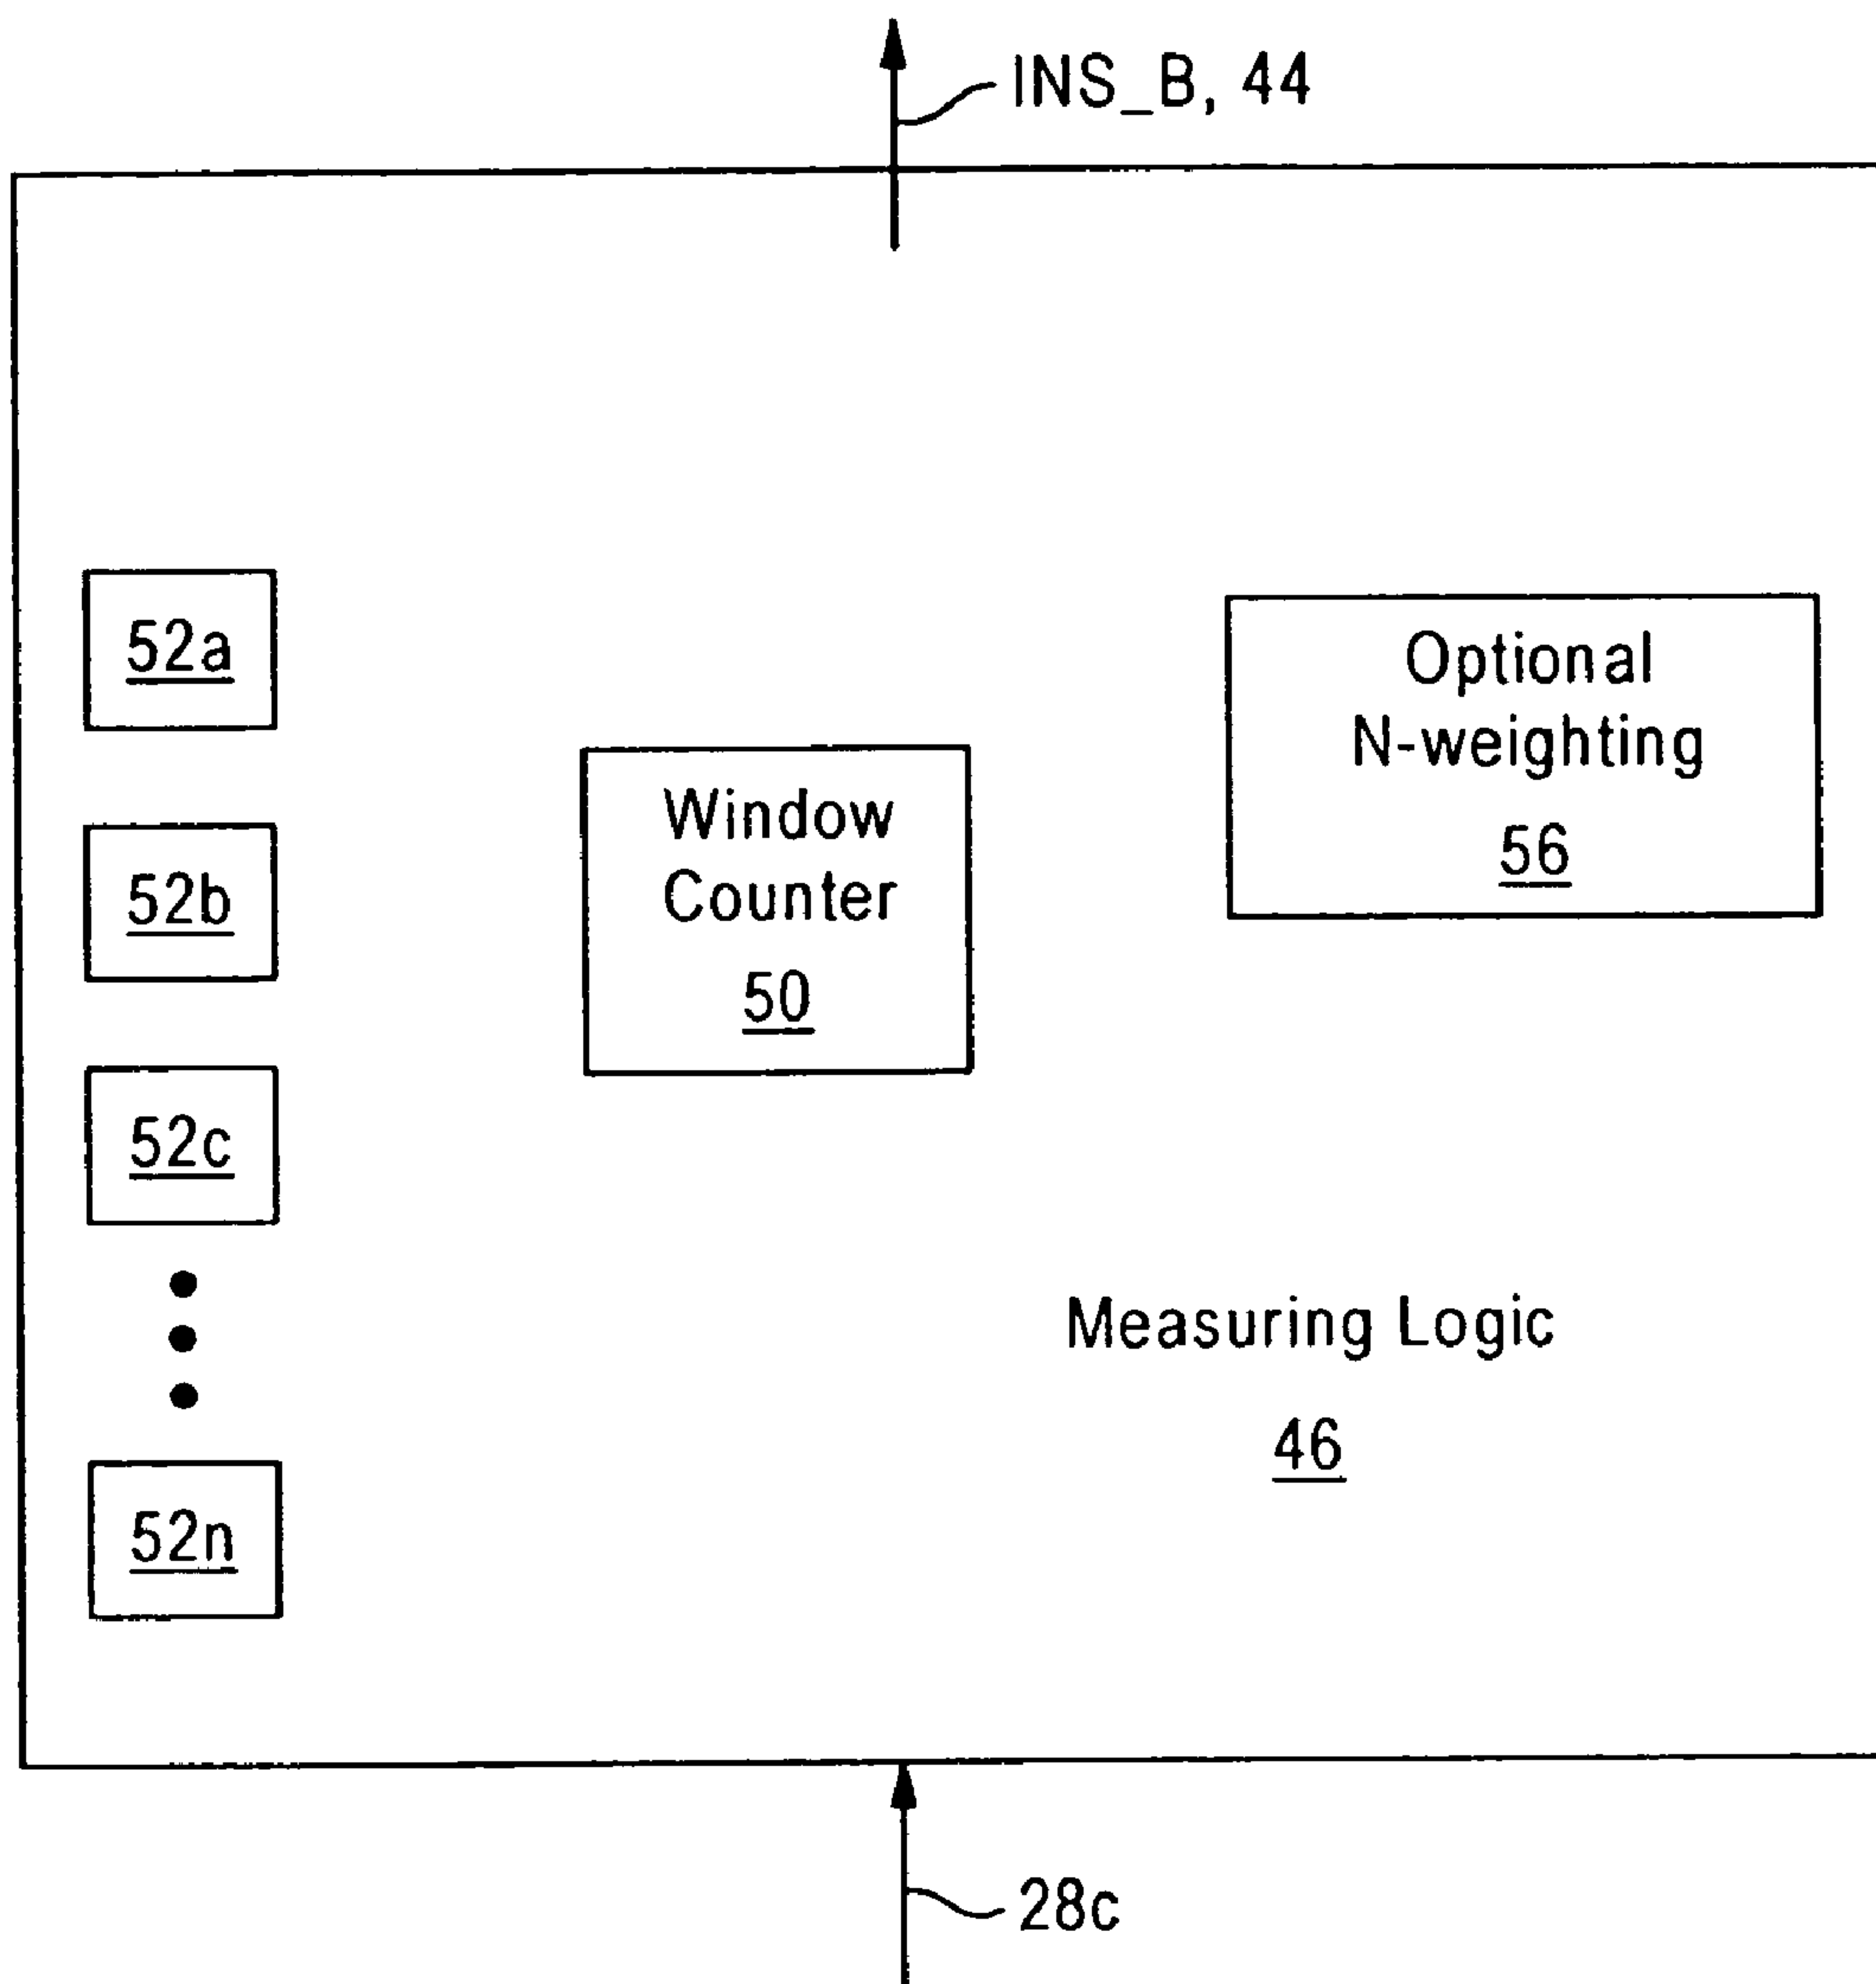 INS_B, 44
52a
Optional
N-weighting
56
Window
Counter
50
52b
52c
Measuring Logic
46
52n
28c